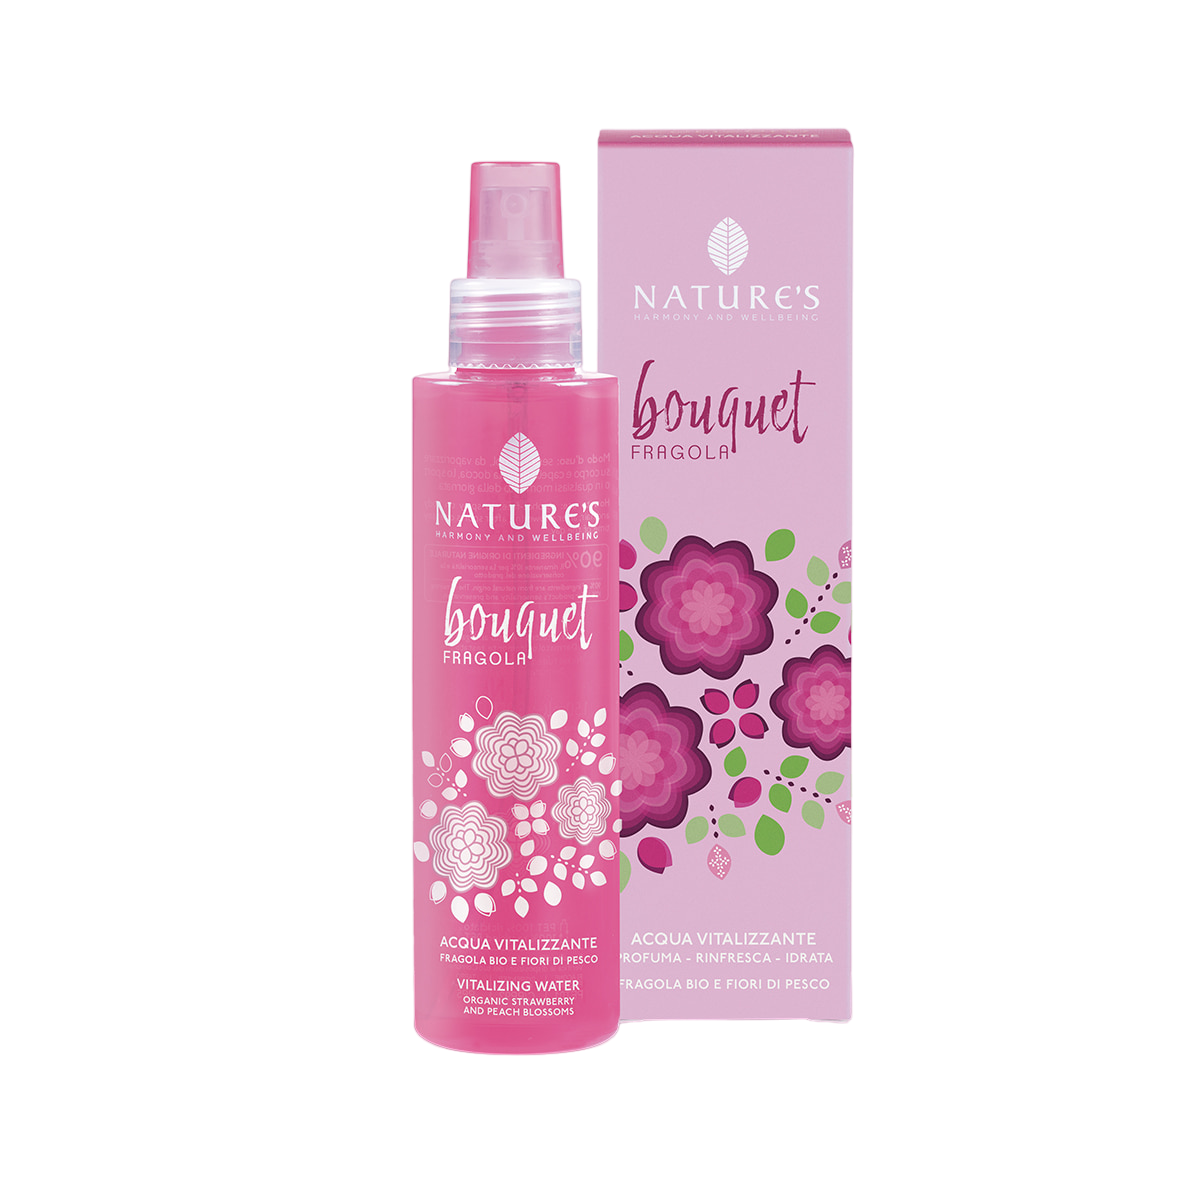 NATURE'S
HARMONY AND WELLBEING
bouquet
FRAGOLA
ACQUA VITALIZZANTE
FRAGOLA BIO E FIORI DI PESCO
VITALIZING WATER
ORGANIC STRAWBERRY
AND PEACH BLOSSOMS
ACQUA VITALIZZANTE
NATURE'S
HARMONY AND WELLBEING
bouquet
FRAGOLA
ACQUA VITALIZZANTE
PROFUMA - RINFRESCA - IDRATA
FRAGOLA BIO E FIORI DI PESCO